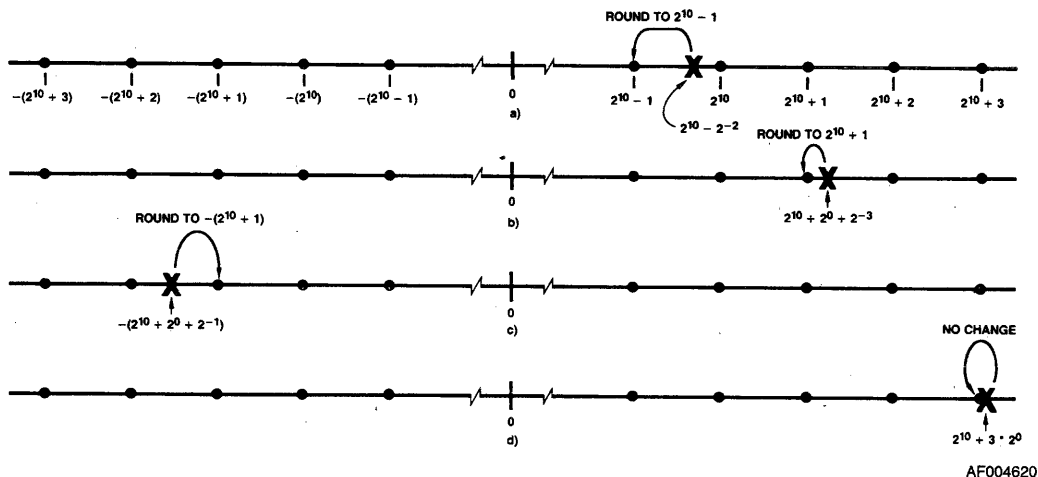 ROUND TO 2¹⁰ – 1
–(2¹⁰ + 3) –(2¹⁰ + 2) –(2¹⁰ + 1) –(2¹⁰) –(2¹⁰ – 1) 0 2¹⁰ – 1 2¹⁰ 2¹⁰ + 1 2¹⁰ + 2 2¹⁰ + 3
a)
2¹⁰ – 2⁻²
ROUND TO 2¹⁰ + 1
0
b)
2¹⁰ + 2⁰ + 2⁻³
ROUND TO –(2¹⁰ + 1)
0
c)
–(2¹⁰ + 2⁰ + 2⁻¹)
NO CHANGE
0
d)
2¹⁰ + 3 * 2⁰
AF004620